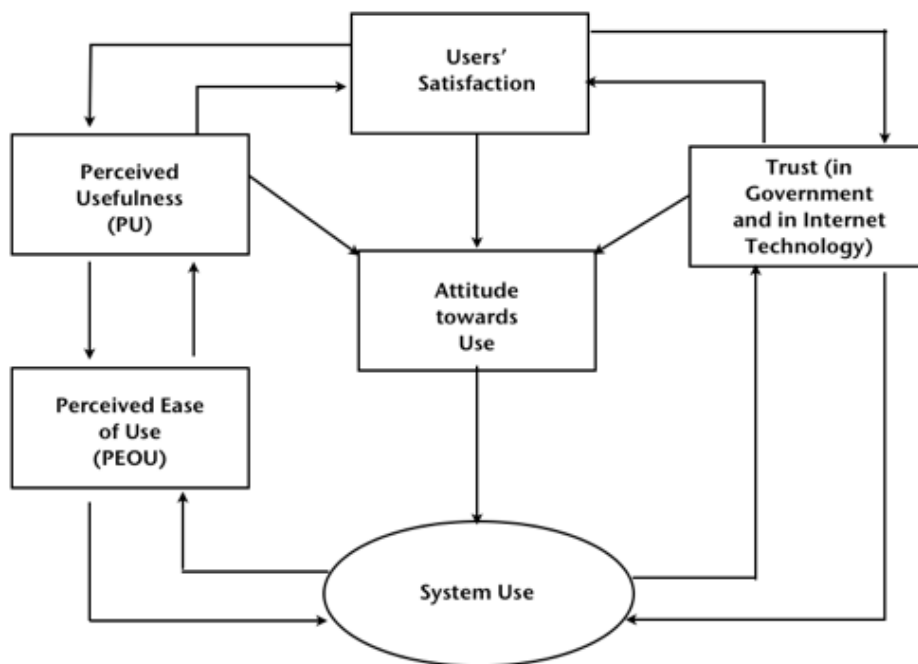 Users'
Satisfaction
Perceived
Usefulness
(PU)
Trust (in
Government
and in Internet
Technology)
Attitude
towards
Use
Perceived Ease
of Use
(PEOU)
System Use